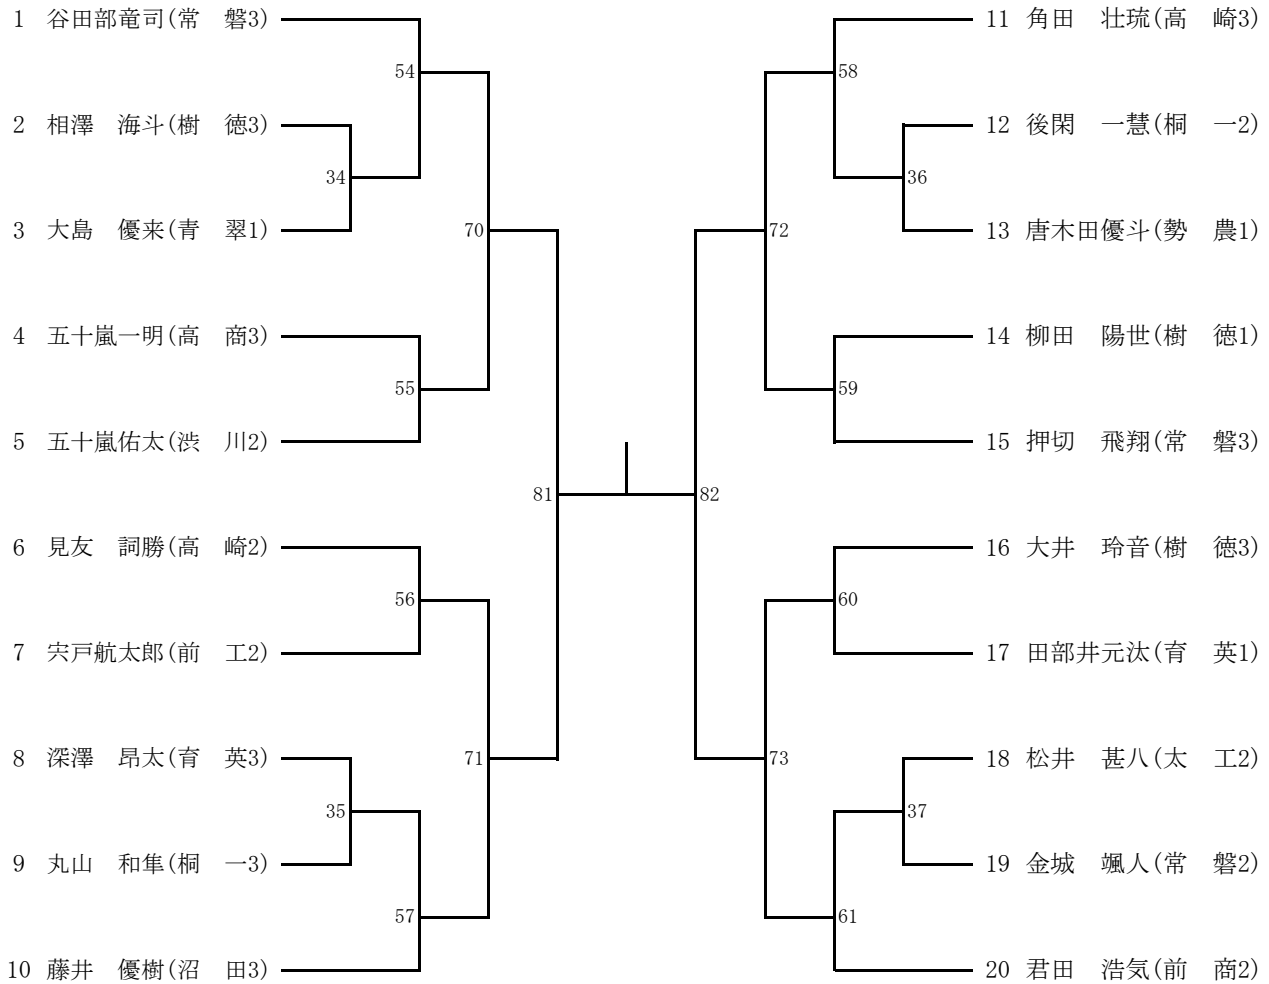 1 谷田部竜司(常　磐3)
54
2 相澤　海斗(樹　徳3)
34
3 大島　優来(青　翠1)
70
4 五十嵐一明(高　商3)
55
5 五十嵐佑太(渋　川2)
81
6 見友　詞勝(高　崎2)
56
7 宍戸航太郎(前　工2)
71
8 深澤　昂太(育　英3)
35
9 丸山　和隼(桐　一3)
57
10 藤井　優樹(沼　田3)
11 角田　壮琉(高　崎3)
58
12 後閑　一慧(桐　一2)
36
13 唐木田優斗(勢　農1)
72
14 柳田　陽世(樹　徳1)
59
15 押切　飛翔(常　磐3)
82
16 大井　玲音(樹　徳3)
60
17 田部井元汰(育　英1)
73
18 松井　甚八(太　工2)
37
19 金城　颯人(常　磐2)
61
20 君田　浩気(前　商2)